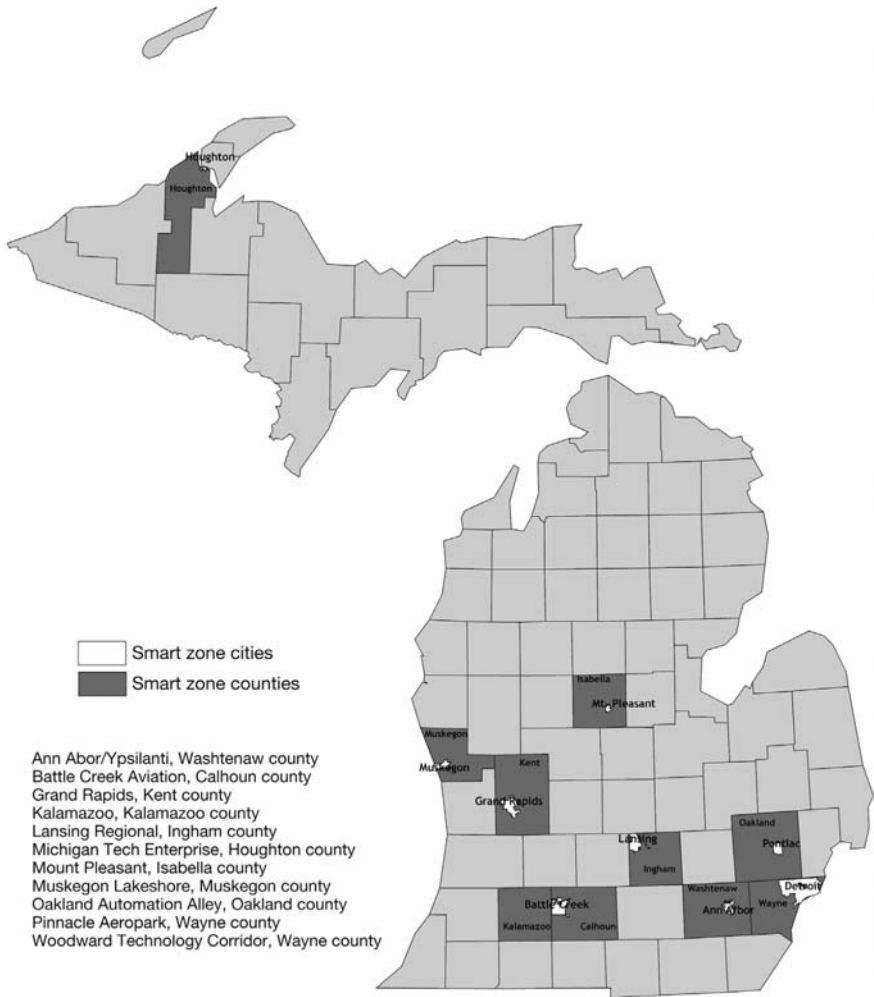 Houghton
Houghton
Smart zone cities
Smart zone counties
Isabella
Mt. Pleasant
Muskegon
Muskegon
Kent
Grand Rapids
Oakland
Lansing
Pontiac
Ingham
Washtenaw
Detroit
Battle Creek
Ann Arbor
Wayne
Kalamazoo
Calhoun
Ann Abor/Ypsilanti, Washtenaw county
Battle Creek Aviation, Calhoun county
Grand Rapids, Kent county
Kalamazoo, Kalamazoo county
Lansing Regional, Ingham county
Michigan Tech Enterprise, Houghton county
Mount Pleasant, Isabella county
Muskegon Lakeshore, Muskegon county
Oakland Automation Alley, Oakland county
Pinnacle Aeropark, Wayne county
Woodward Technology Corridor, Wayne county